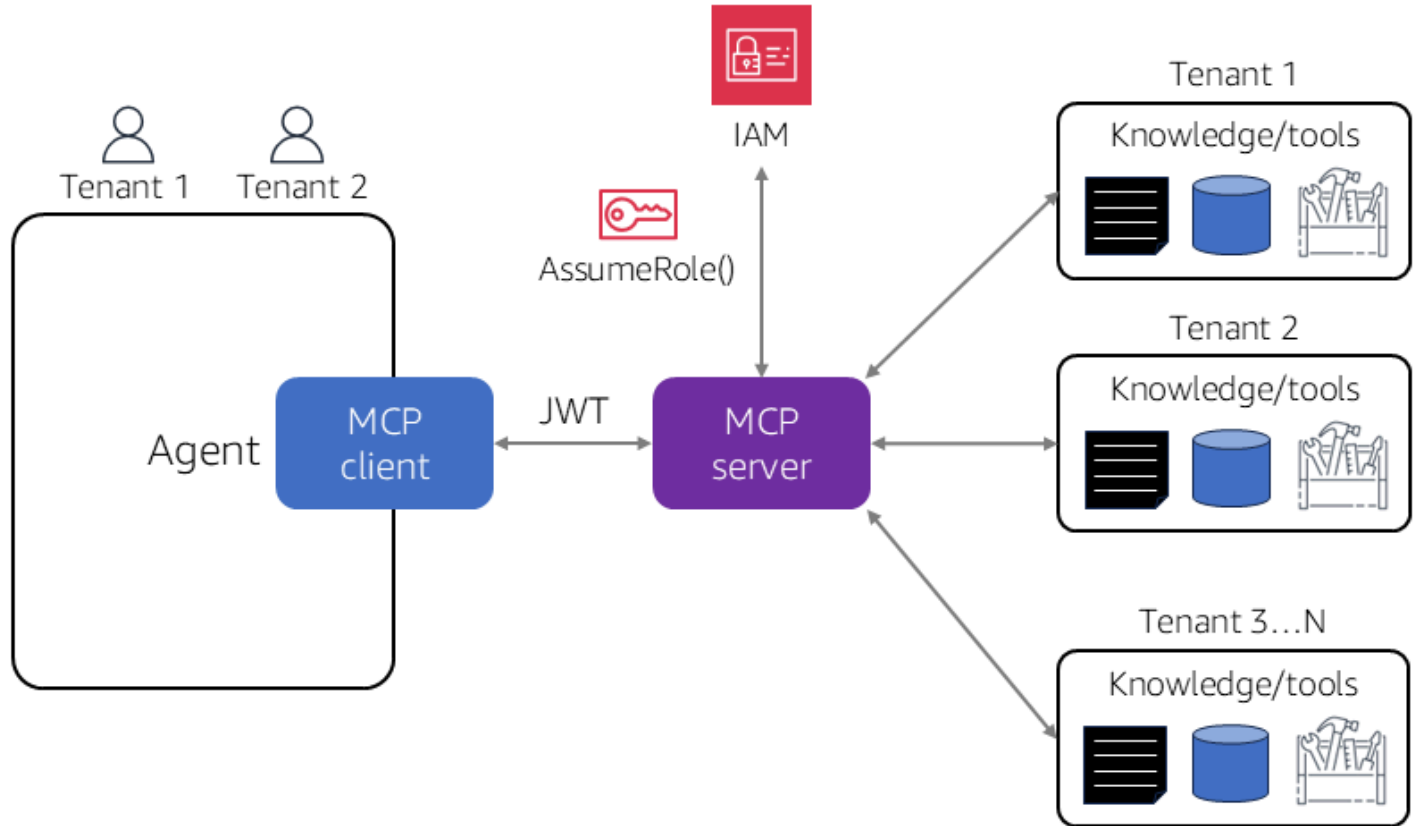 Tenant 1
Tenant 2
Agent
MCP
client
JWT
IAM
AssumeRole()
MCP
server
Tenant 1
Knowledge/tools
Tenant 2
Knowledge/tools
Tenant 3...N
Knowledge/tools